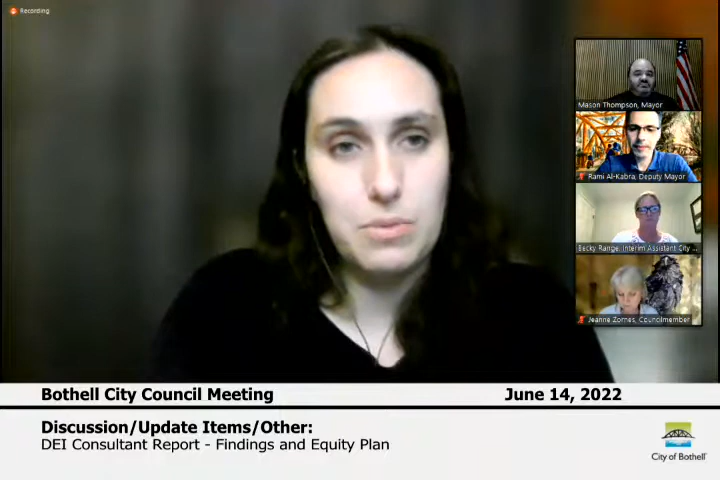 Recording
Mason Thompson, Mayor
Rami Al-Kabra, Deputy Mayor
Becky Range, Interim Assistant City ...
Jeanne Zornes, Councilmember
Bothell City Council Meeting
June 14, 2022
Discussion/Update Items/Other:
DEI Consultant Report - Findings and Equity Plan
City of Bothell